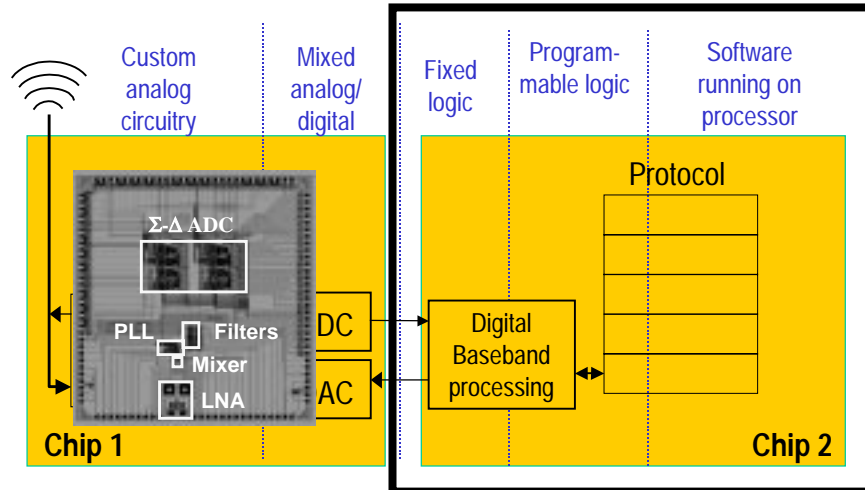 Custom
analog
circuitry
Mixed
analog/
digital
Fixed
logic
Program-
mable logic
Software
running on
processor
Protocol
Σ-Δ ADC
PLL
Filters
Mixer
LNA
DC
AC
Digital
Baseband
processing
Chip 1
Chip 2